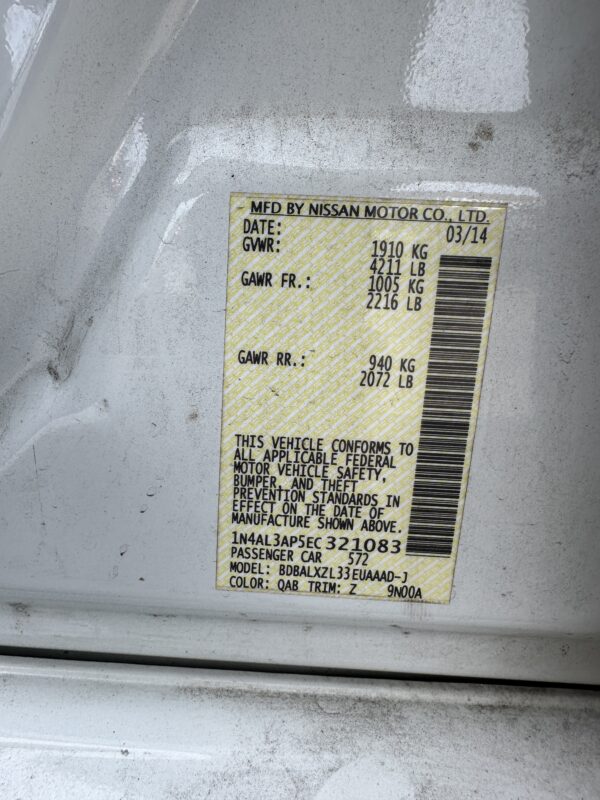 MFD BY NISSAN MOTOR CO., LTD.
DATE: 03/14
GVWR: 1910 KG
4211 LB
GAWR FR.: 1005 KG
2216 LB
GAWR RR.: 940 KG
2072 LB
THIS VEHICLE CONFORMS TO
ALL APPLICABLE FEDERAL
MOTOR VEHICLE SAFETY,
BUMPER, AND THEFT
PREVENTION STANDARDS IN
EFFECT ON THE DATE OF
MANUFACTURE SHOWN ABOVE.
1N4AL3AP5EC321083
PASSENGER CAR 572
MODEL: BDBALXZL33EUAAAD-J
COLOR: QAB TRIM: Z 9N00A